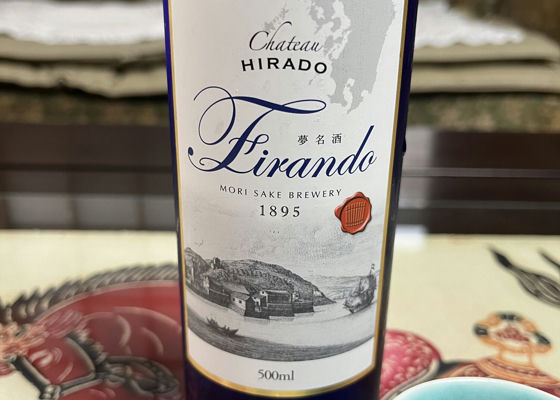 Chateau
HIRADO
夢名酒
Firando
MORI SAKE BREWERY
1895
500ml